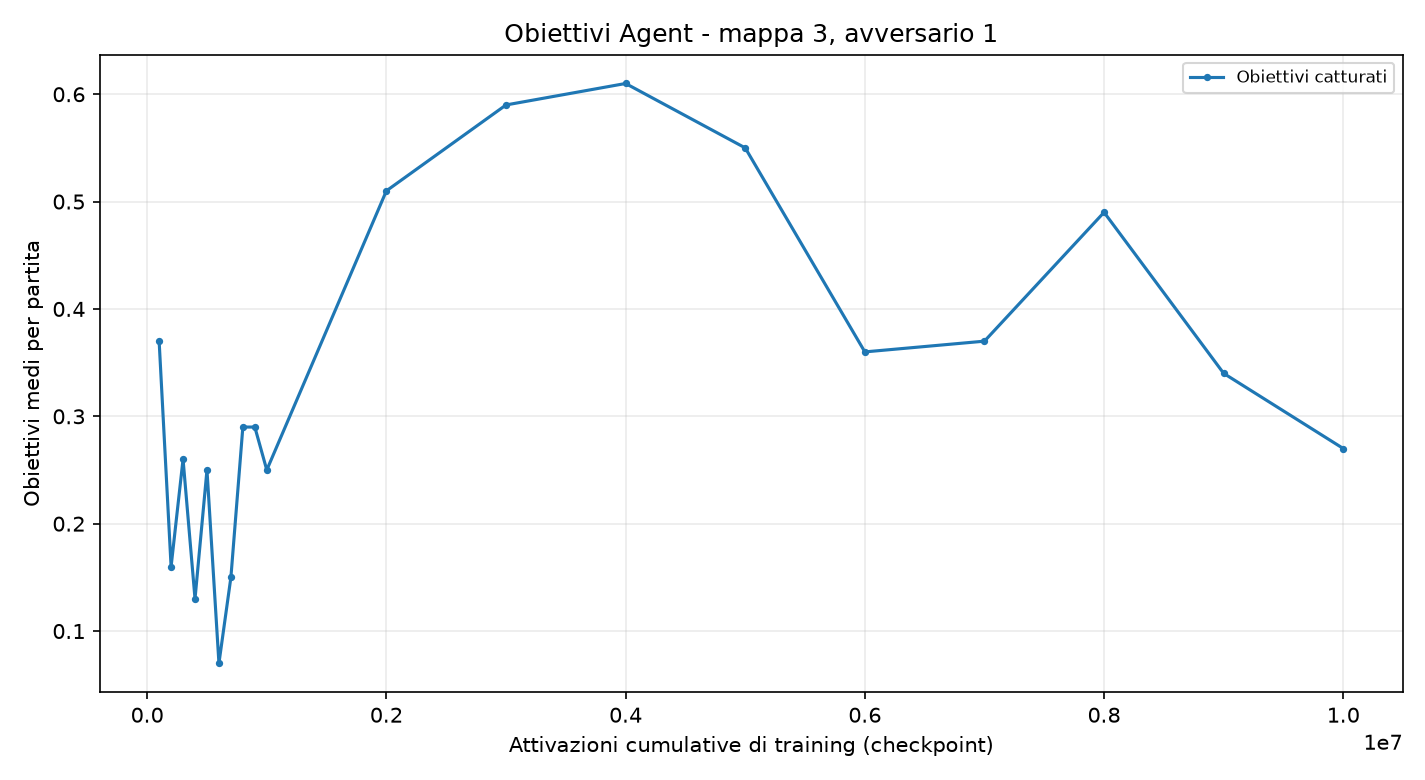 Obiettivi Agent - mappa 3, avversario 1
Obiettivi catturati
Obiettivi medi per partita
0.6
0.5
0.4
0.3
0.2
0.1
0.0 0.2 0.4 0.6 0.8 1.0
1e7
Attivazioni cumulative di training (checkpoint)